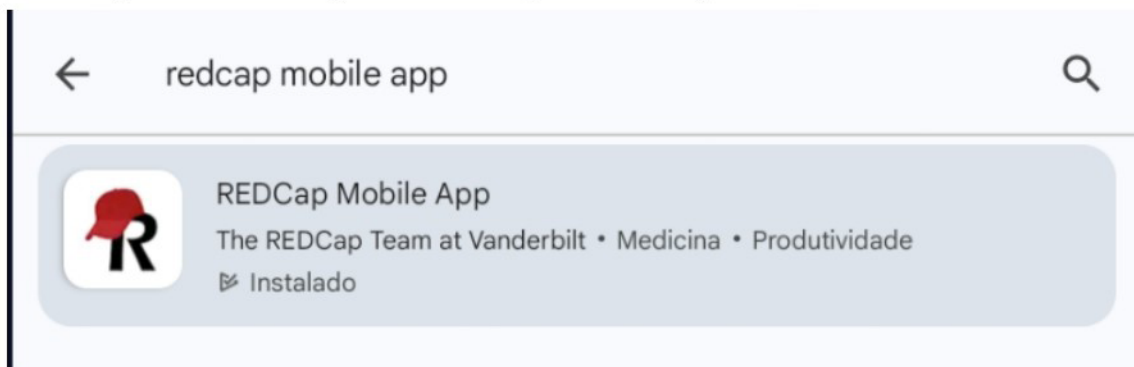 redcap mobile app
REDCap Mobile App
The REDCap Team at Vanderbilt • Medicina • Produtividade
Instalado